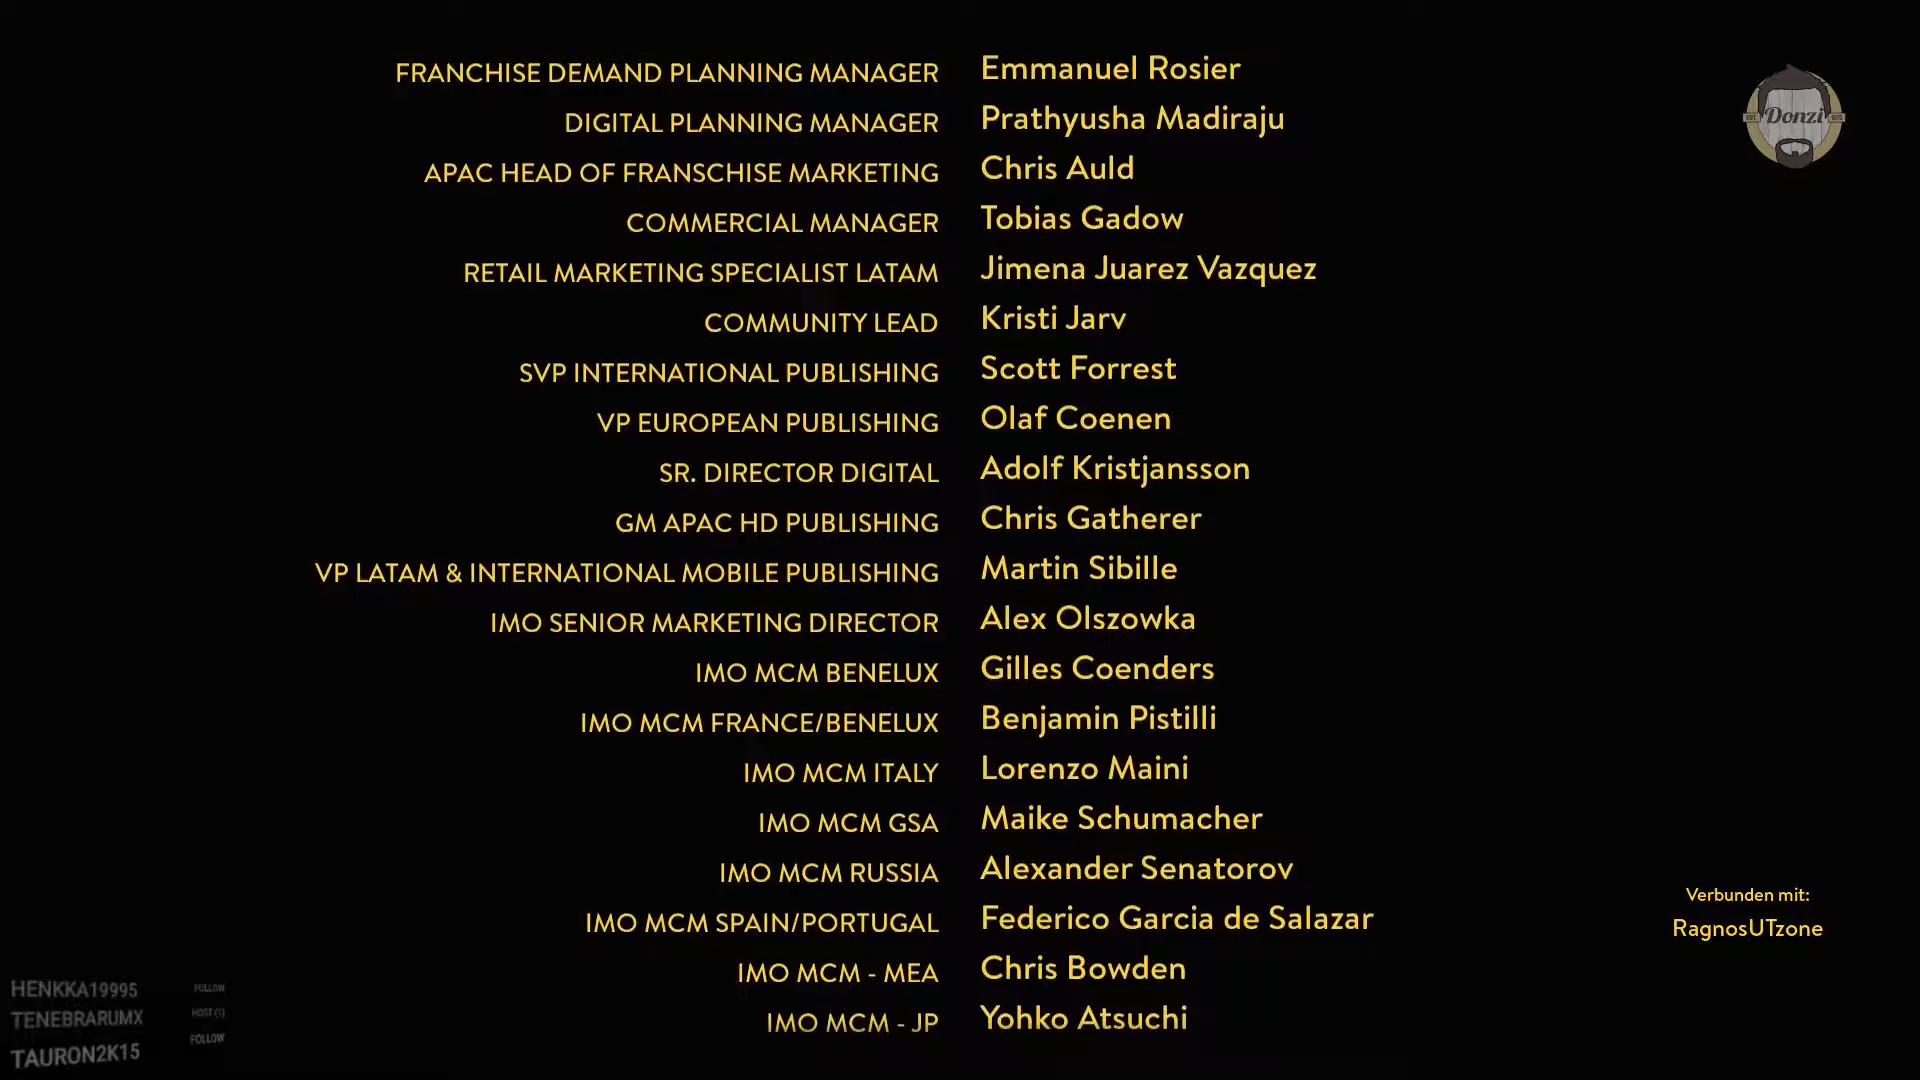 FRANCHISE DEMAND PLANNING MANAGER Emmanuel Rosier
DIGITAL PLANNING MANAGER Prathyusha Madiraju
APAC HEAD OF FRANSCHISE MARKETING Chris Auld
COMMERCIAL MANAGER Tobias Gadow
RETAIL MARKETING SPECIALIST LATAM Jimena Juarez Vazquez
COMMUNITY LEAD Kristi Jarv
SVP INTERNATIONAL PUBLISHING Scott Forrest
VP EUROPEAN PUBLISHING Olaf Coenen
SR. DIRECTOR DIGITAL Adolf Kristjansson
GM APAC HD PUBLISHING Chris Gatherer
VP LATAM & INTERNATIONAL MOBILE PUBLISHING Martin Sibille
IMO SENIOR MARKETING DIRECTOR Alex Olszowka
IMO MCM BENELUX Gilles Coenders
IMO MCM FRANCE/BENELUX Benjamin Pistilli
IMO MCM ITALY Lorenzo Maini
IMO MCM GSA Maike Schumacher
IMO MCM RUSSIA Alexander Senatorov
IMO MCM SPAIN/PORTUGAL Federico Garcia de Salazar
IMO MCM - MEA Chris Bowden
IMO MCM - JP Yohko Atsuchi
Donzi
Verbunden mit:
RagnosUTzone
HENKKA19995 FOLLOW
TENEBRARUMX HOST (1)
TAURON2K15 FOLLOW